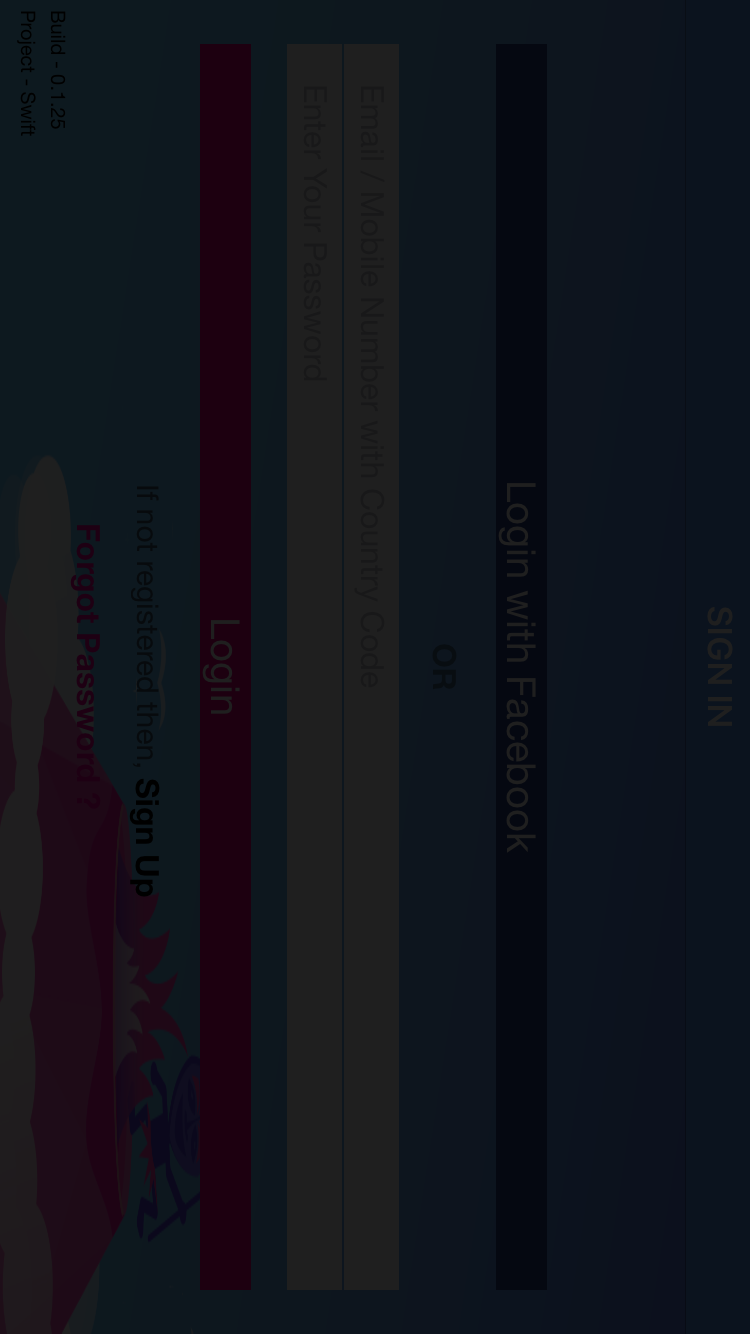 SIGN IN
Login with Facebook
OR
Email / Mobile Number with Country Code
Enter Your Password
Login
If not registered then, Sign Up
Forgot Password ?
Build - 0.1.25
Project - Swift